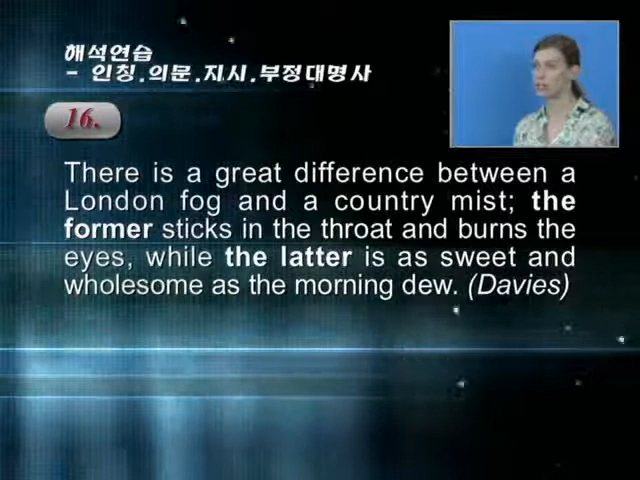 해석연습
- 인칭.의문.지시.부정대명사
16.
There is a great difference between a
London fog and a country mist; the
former sticks in the throat and burns the
eyes, while the latter is as sweet and
wholesome as the morning dew. (Davies)